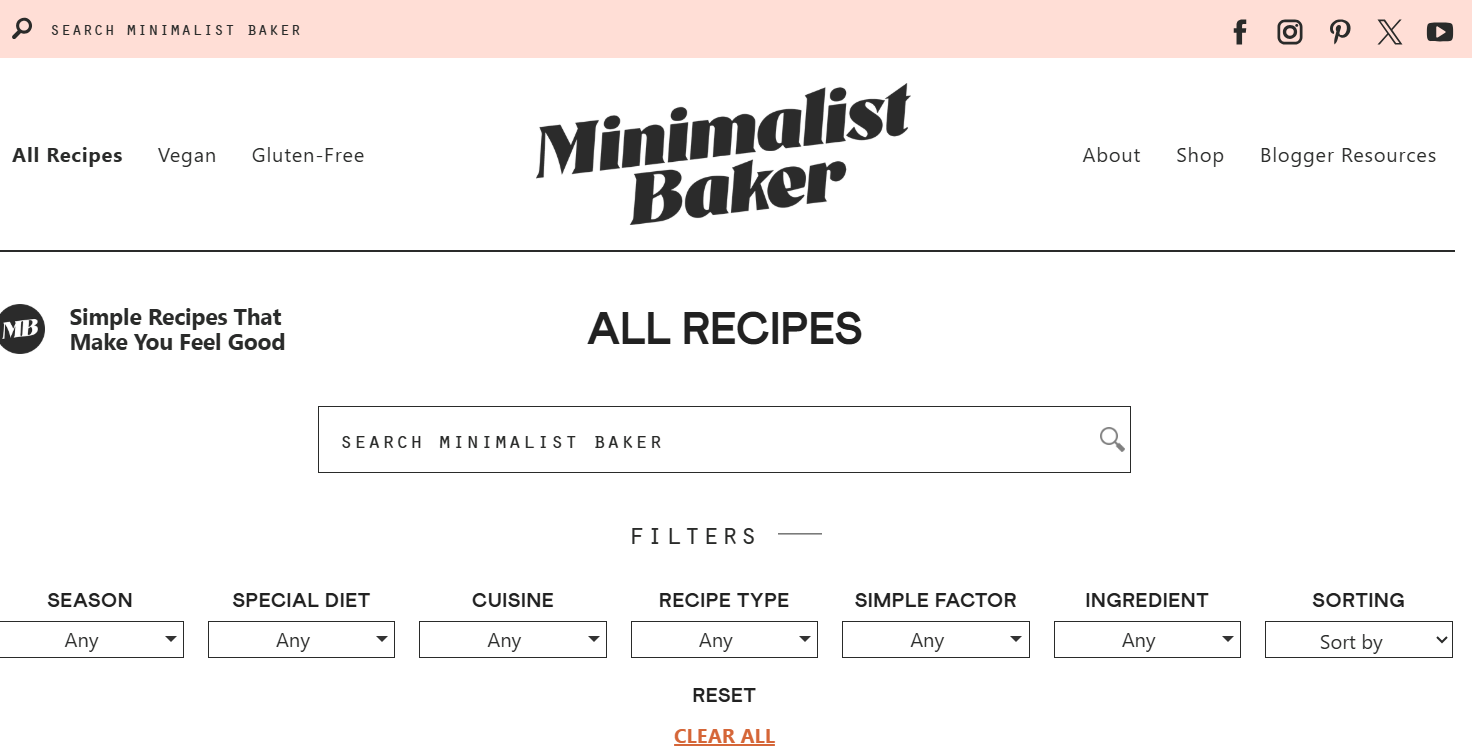 SEARCH MINIMALIST BAKER
All Recipes Vegan Gluten-Free
Minimalist
Baker
About Shop Blogger Resources
MB
Simple Recipes That
Make You Feel Good
ALL RECIPES
SEARCH MINIMALIST BAKER
FILTERS
SEASON SPECIAL DIET CUISINE RECIPE TYPE SIMPLE FACTOR INGREDIENT SORTING
Any Any Any Any Any Any Sort by
RESET
CLEAR ALL